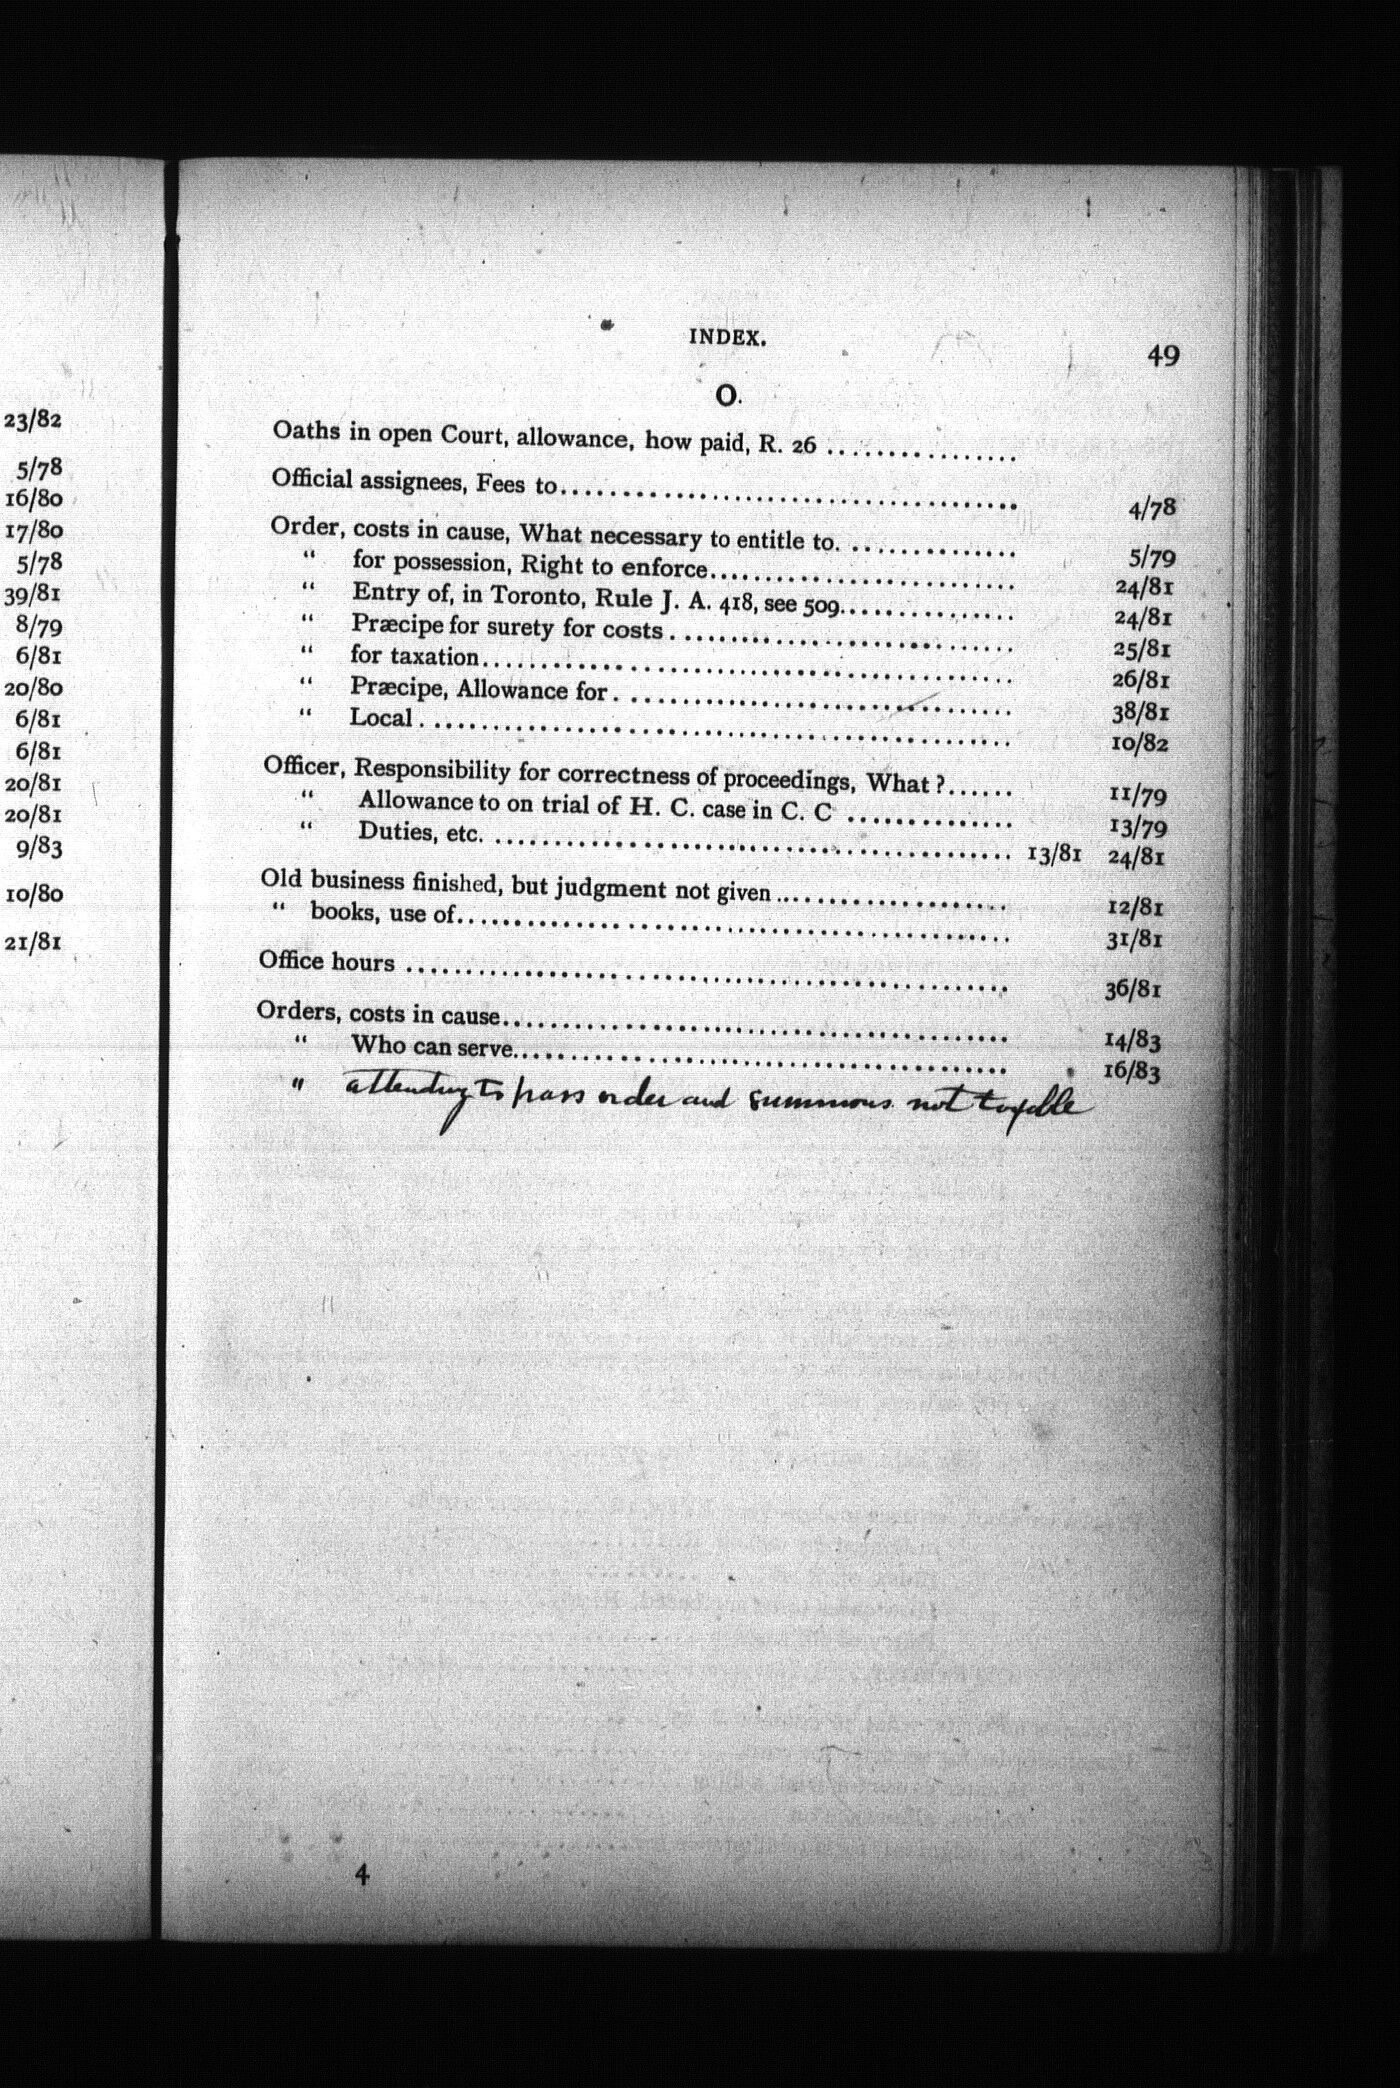 23/82
5/78
16/80
17/80
5/78
39/81
8/79
6/81
20/80
6/81
6/81
20/81
20/81
9/83
10/80
21/81
INDEX. 49
O.
Oaths in open Court, allowance, how paid, R. 26 ................
Official assignees, Fees to...................................... 4/78
Order, costs in cause, What necessary to entitle to. .............. 5/79
“ for possession, Right to enforce.......................... 24/81
“ Entry of, in Toronto, Rule J. A. 418, see 509.............. 24/81
“ Præcipe for surety for costs ............................. 25/81
“ for taxation............................................. 26/81
“ Præcipe, Allowance for ................................. 38/81
“ Local .................................................. 10/82
Officer, Responsibility for correctness of proceedings, What ?...... 11/79
“ Allowance to on trial of H. C. case in C. C .............. 13/79
“ Duties, etc. ............................................ 13/81 24/81
Old business finished, but judgment not given .................... 12/81
“ books, use of.............................................. 31/81
Office hours .................................................. 36/81
Orders, costs in cause.......................................... 14/83
“ Who can serve.......................................... 16/83
" attending to pass order and summons not taxable
4